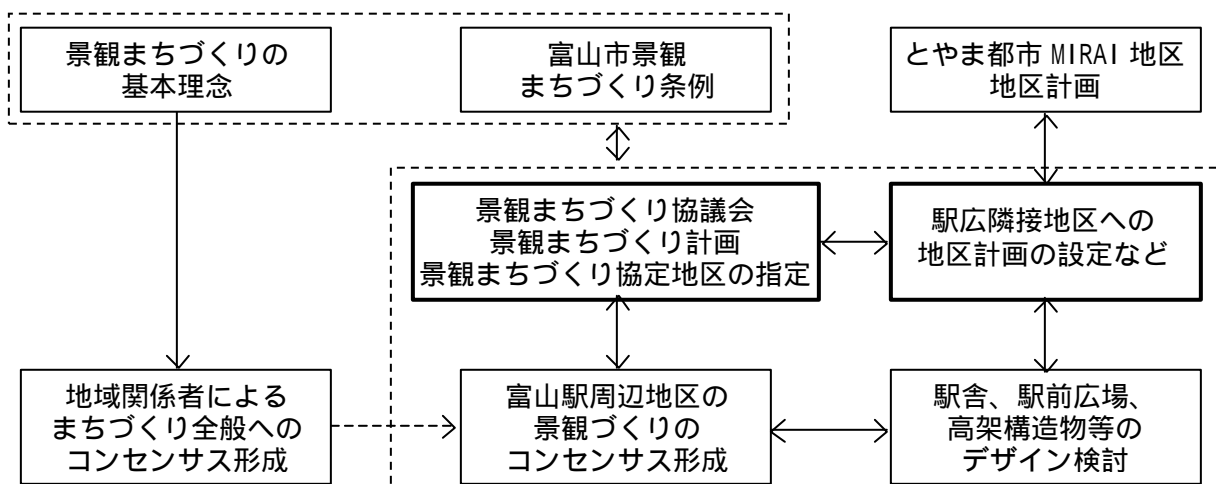 景観まちづくりの
基本理念
富山市景観
まちづくり条例
とやま都市 MIRAI 地区
地区計画
景観まちづくり協議会
景観まちづくり計画
景観まちづくり協定地区の指定
駅広隣接地区への
地区計画の設定など
地域関係者による
まちづくり全般への
コンセンサス形成
富山駅周辺地区の
景観づくりの
コンセンサス形成
駅舎、駅前広場、
高架構造物等の
デザイン検討